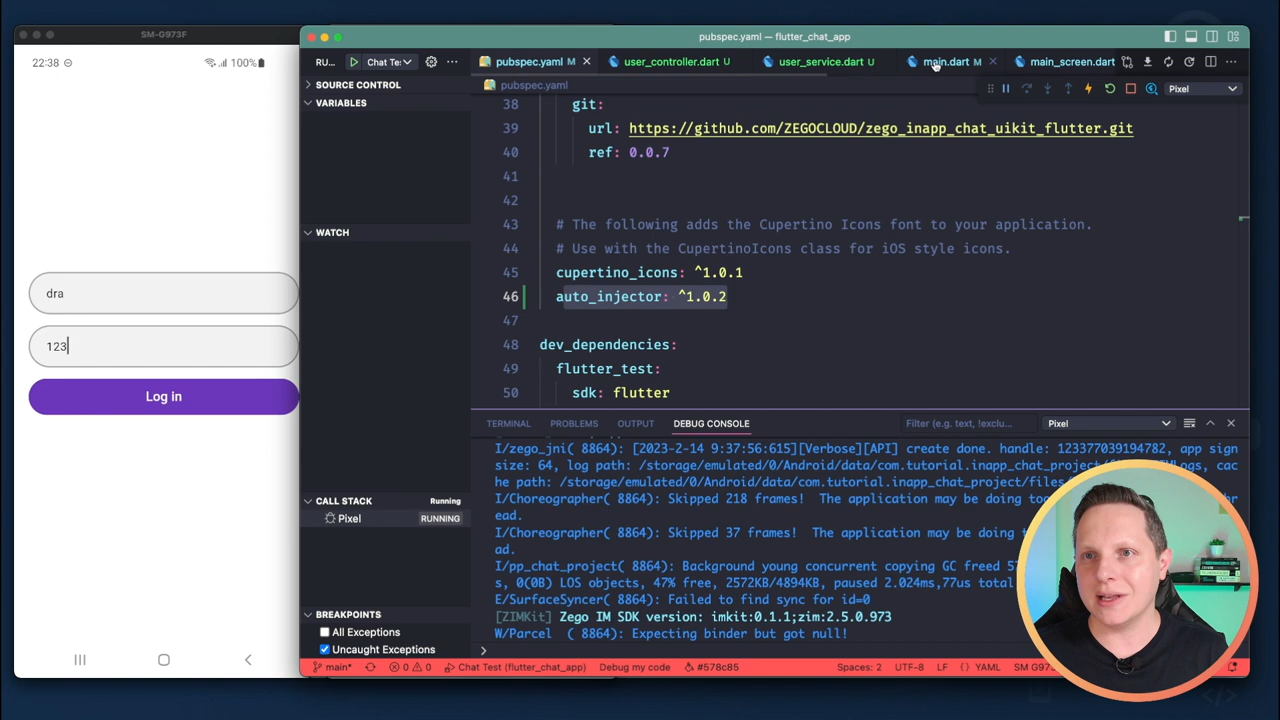 SM-G973F
22:38
100%
dra
123
Log in
pubspec.yaml — flutter_chat_app
RU...
Chat Te:
pubspec.yaml M
user_controller.dart U
user_service.dart U
main.dart M
main_screen.dart
SOURCE CONTROL
VARIABLES
WATCH
CALL STACK
Running
Pixel
RUNNING
BREAKPOINTS
All Exceptions
Uncaught Exceptions
pubspec.yaml
Pixel
38 git:
39 url: https://github.com/ZEGOCLOUD/zego_inapp_chat_uikit_flutter.git
40 ref: 0.0.7
41
42
43 # The following adds the Cupertino Icons font to your application.
44 # Use with the CupertinoIcons class for iOS style icons.
45 cupertino_icons: ^1.0.1
46 auto_injector: ^1.0.2
47
48 dev_dependencies:
49 flutter_test:
50 sdk: flutter
TERMINAL PROBLEMS OUTPUT DEBUG CONSOLE
Filter (e.g. text, !exclu...
Pixel
I/zego_jni( 8864): [2023-2-14 9:37:56:615][Verbose][API] create done. handle: 123377039194782, app sign
size: 64, log path: /storage/emulated/0/Android/data/com.tutorial.inapp_chat_project/
he path: /storage/emulated/0/Android/data/com.tutorial.inapp_chat_project/files/
I/Choreographer( 8864): Skipped 218 frames! The application may be doing too
ead.
I/Choreographer( 8864): Skipped 37 frames! The application may be doing
ad.
I/pp_chat_project( 8864): Background young concurrent copying GC freed
s, 0(0B) LOS objects, 47% free, 2572KB/4894KB, paused 2.024ms,77us total
E/SurfaceSyncer( 8864): Failed to find sync for id=0
[ZIMKit] Zego IM SDK version: imkit:0.1.1;zim:2.5.0.973
W/Parcel ( 8864): Expecting binder but got null!
main*
0 0
Chat Test (flutter_chat_app)
Debug my code
#578c85
Spaces: 2
UTF-8
LF
{} YAML